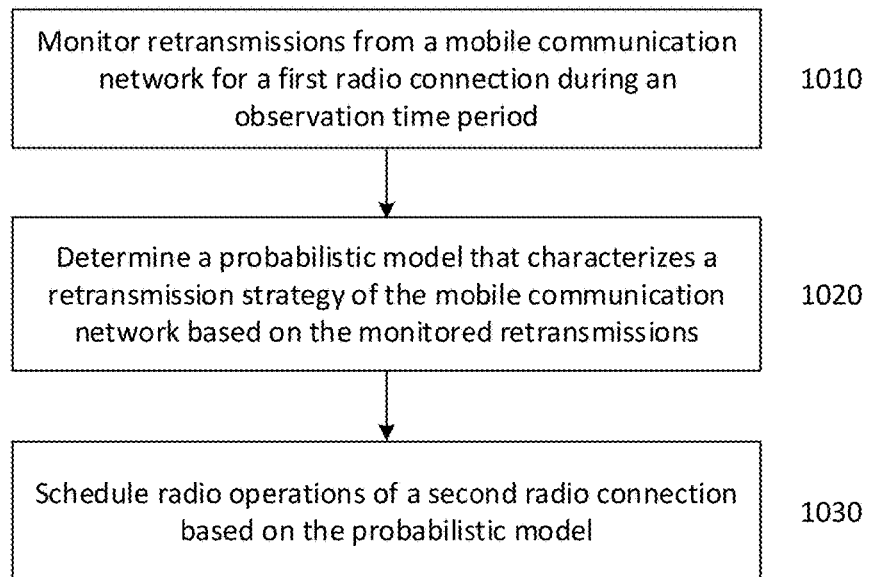 Monitor retransmissions from a mobile communication
network for a first radio connection during an
observation time period
1010
Determine a probabilistic model that characterizes a
retransmission strategy of the mobile communication
network based on the monitored retransmissions
1020
Schedule radio operations of a second radio connection
based on the probabilistic model
1030